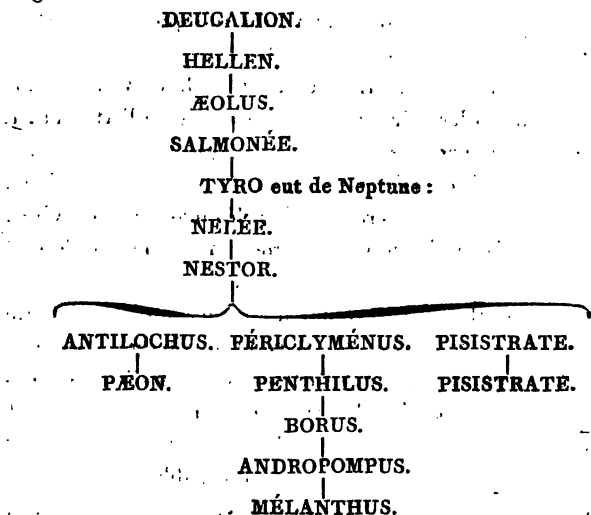 DEUCALION.
HELLEN.
ÆOLUS.
SALMONÉE.
TYRO eut de Neptune :
NELÉE.
NESTOR.
ANTILOCHUS. PÉRICLYMÉNUS. PISISTRATE.
PÆON. PENTHILUS. PISISTRATE.
BORUS.
ANDROPOMPUS.
MÉLANTHUS.